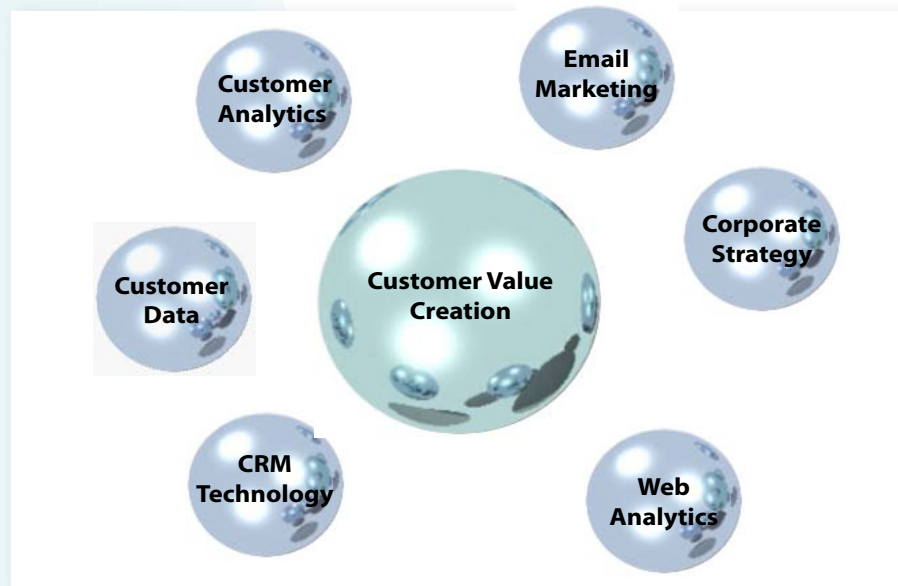 Customer
Analytics
Email
Marketing
Corporate
Strategy
Customer Value
Creation
Customer
Data
CRM
Technology
Web
Analytics